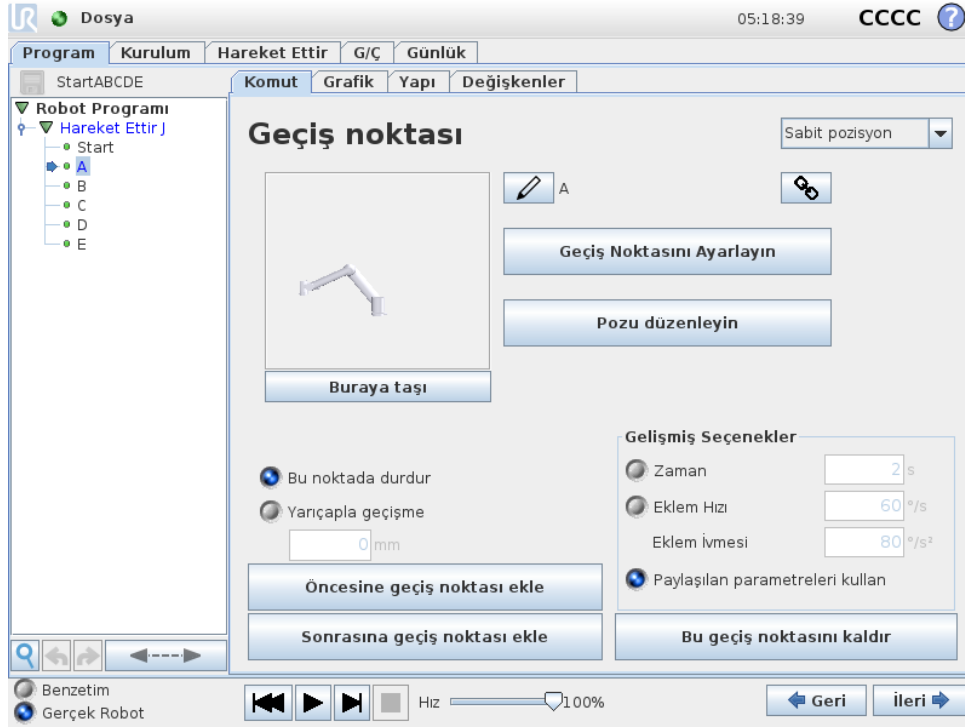 UR Dosya 05:18:39 CCCC ?
Program Kurulum Hareket Ettir G/Ç Günlük
StartABCDE
Komut Grafik Yapı Değişkenler
Robot Programı
Hareket Ettir J
Start
A
B
C
D
E
Geçiş noktası
Sabit pozisyon
A
Geçiş Noktasını Ayarlayın
Pozu düzenleyin
Buraya taşı
Bu noktada durdur
Yarıçapla geçişme
0 mm
Gelişmiş Seçenekler
Zaman 2 s
Eklem Hızı 60 °/s
Eklem İvmesi 80 °/s²
Paylaşılan parametreleri kullan
Öncesine geçiş noktası ekle
Sonrasına geçiş noktası ekle
Bu geçiş noktasını kaldır
Benzetim
Gerçek Robot
Hız 100%
Geri İleri